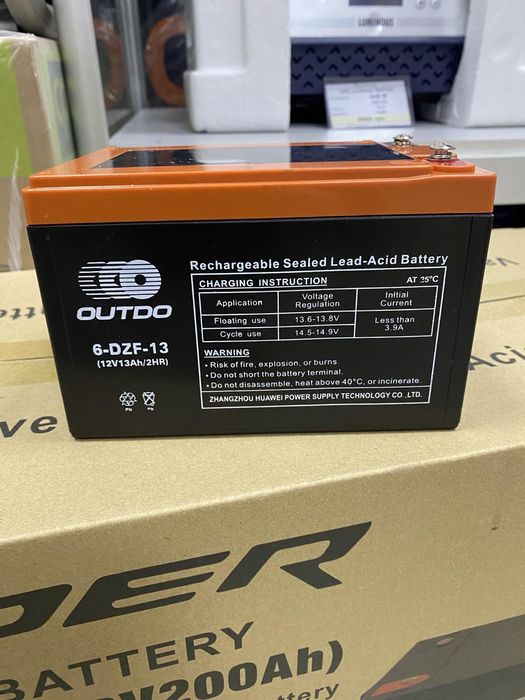 LUMINOUS
OUTDO
6-DZF-13
(12V13Ah/2HR)
Pb
Pb
Rechargeable Sealed Lead-Acid Battery
CHARGING INSTRUCTION AT 25°C
Application Voltage Regulation Initial Current
Floating use 13.6-13.8V Less than 3.9A
Cycle use 14.5-14.9V
WARNING
• Risk of fire, explosion, or burns.
• Do not short the battery terminal.
• Do not disassemble, heat above 40°C, or incinerate.
ZHANGZHOU HUAWEI POWER SUPPLY TECHNOLOGY CO.,LTD.
DER
BATTERY
V200Ah)